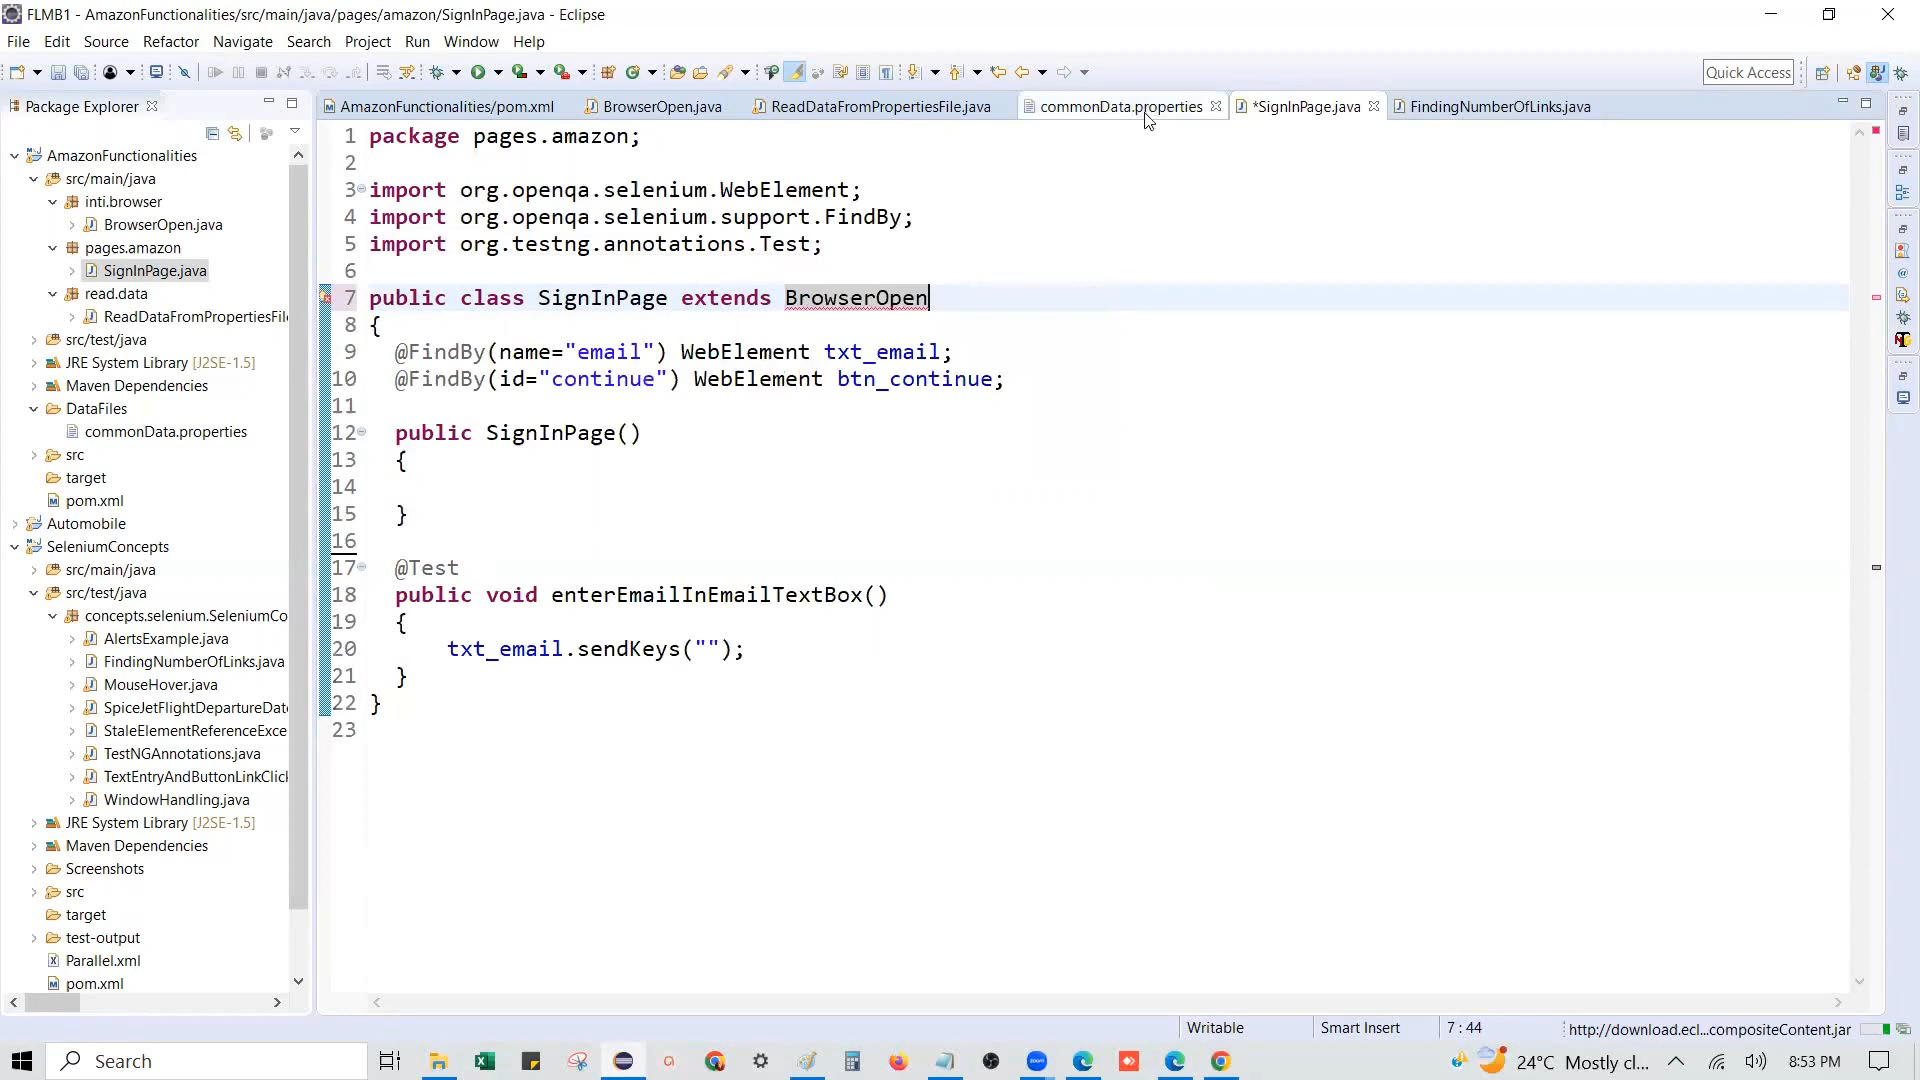 FLMB1 - AmazonFunctionalities/src/main/java/pages/amazon/SignInPage.java - Eclipse
File Edit Source Refactor Navigate Search Project Run Window Help
Quick Access
Package Explorer
AmazonFunctionalities/pom.xml BrowserOpen.java ReadDataFromPropertiesFile.java commonData.properties *SignInPage.java FindingNumberOfLinks.java
AmazonFunctionalities
src/main/java
inti.browser
BrowserOpen.java
pages.amazon
SignInPage.java
read.data
ReadDataFromPropertiesFil
src/test/java
JRE System Library [J2SE-1.5]
Maven Dependencies
DataFiles
commonData.properties
src
target
pom.xml
Automobile
SeleniumConcepts
src/main/java
src/test/java
concepts.selenium.SeleniumCo
AlertsExample.java
FindingNumberOfLinks.java
MouseHover.java
SpiceJetFlightDepartureDat
StaleElementReferenceExce
TestNGAnnotations.java
TextEntryAndButtonLinkClick
WindowHandling.java
JRE System Library [J2SE-1.5]
Maven Dependencies
Screenshots
src
target
test-output
Parallel.xml
pom.xml
1 package pages.amazon;
2
3 import org.openqa.selenium.WebElement;
4 import org.openqa.selenium.support.FindBy;
5 import org.testng.annotations.Test;
6
7 public class SignInPage extends BrowserOpen
8 {
9 @FindBy(name="email") WebElement txt_email;
10 @FindBy(id="continue") WebElement btn_continue;
11
12 public SignInPage()
13 {
14
15 }
16
17 @Test
18 public void enterEmailInEmailTextBox()
19 {
20 txt_email.sendKeys("");
21 }
22 }
23
Writable Smart Insert 7 : 44 http://download.ecl...compositeContent.jar
Search 24°C Mostly cl... 8:53 PM